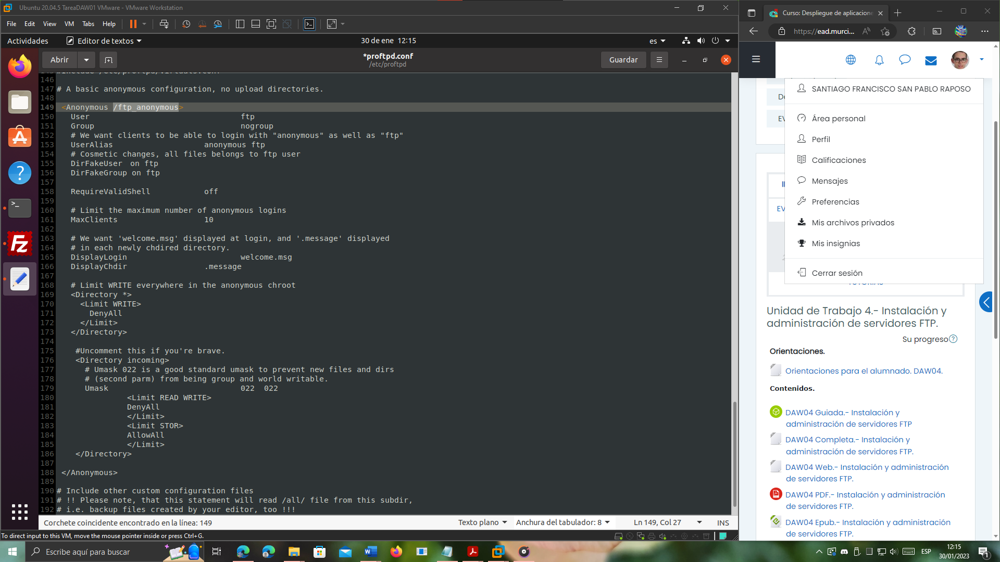 Ubuntu 20.04.5 TareaDAW01 VMware - VMware Workstation
File Edit View VM Tabs Help
Actividades Editor de textos 30 de ene 12:15 es
Abrir *proftpd.conf Guardar
/etc/proftpd
146
147 # A basic anonymous configuration, no upload directories.
148
149 <Anonymous /ftp_anonymous>
150 User ftp
151 Group nogroup
152 # We want clients to be able to login with "anonymous" as well as "ftp"
153 UserAlias anonymous ftp
154 # Cosmetic changes, all files belongs to ftp user
155 DirFakeUser on ftp
156 DirFakeGroup on ftp
157
158 RequireValidShell off
159
160 # Limit the maximum number of anonymous logins
161 MaxClients 10
162
163 # We want 'welcome.msg' displayed at login, and '.message' displayed
164 # in each newly chdired directory.
165 DisplayLogin welcome.msg
166 DisplayChdir .message
167
168 # Limit WRITE everywhere in the anonymous chroot
169 <Directory *>
170 <Limit WRITE>
171 DenyAll
172 </Limit>
173 </Directory>
174
175 #Uncomment this if you're brave.
176 <Directory incoming>
177 # Umask 022 is a good standard umask to prevent new files and dirs
178 # (second parm) from being group and world writable.
179 Umask 022 022
180 <Limit READ WRITE>
181 DenyAll
182 </Limit>
183 <Limit STOR>
184 AllowAll
185 </Limit>
186 </Directory>
187
188 </Anonymous>
189
190 # Include other custom configuration files
191 # !! Please note, that this statement will read /all/ file from this subdir,
192 # i.e. backup files created by your editor, too !!!
Corchete coincidente encontrado en la línea: 149 Texto plano Anchura del tabulador: 8 Ln 149, Col 27 INS
To direct input to this VM, move the mouse pointer inside or press Ctrl+G.
Curso: Despliegue de aplicacione
https://ead.murci...
SANTIAGO FRANCISCO SAN PABLO RAPOSO
Área personal
Perfil
Calificaciones
Mensajes
Preferencias
Mis archivos privados
Mis insignias
Cerrar sesión
Unidad de Trabajo 4.- Instalación y
administración de servidores FTP.
Su progreso
Orientaciones.
Orientaciones para el alumnado. DAW04.
Contenidos.
DAW04 Guiada.- Instalación y
administración de servidores FTP
DAW04 Completa.- Instalación y
administración de servidores FTP.
DAW04 Web.- Instalación y administración
de servidores FTP.
DAW04 PDF.- Instalación y administración
de servidores FTP.
DAW04 Epub.- Instalación y administración
de servidores FTP.
Escribe aquí para buscar
ESP
12:15
30/01/2023
1